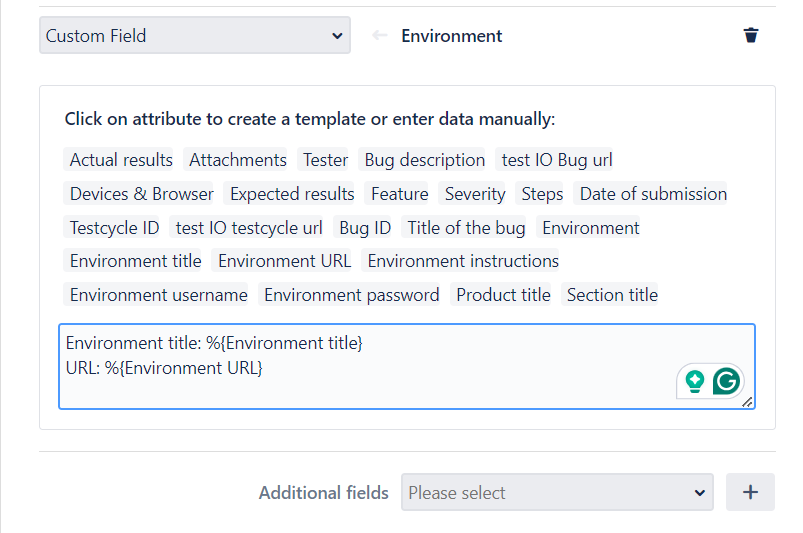 Custom Field Environment
Click on attribute to create a template or enter data manually:
Actual results Attachments Tester Bug description test IO Bug url
Devices & Browser Expected results Feature Severity Steps Date of submission
Testcycle ID test IO testcycle url Bug ID Title of the bug Environment
Environment title Environment URL Environment instructions
Environment username Environment password Product title Section title
Environment title: %{Environment title}
URL: %{Environment URL}
Additional fields Please select